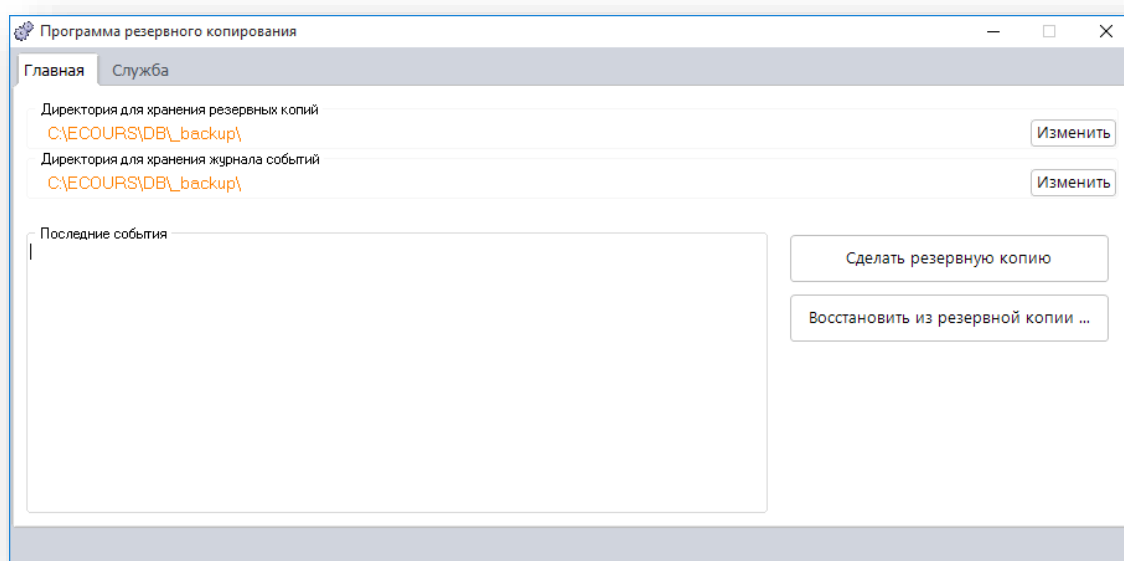 Программа резервного копирования
Главная Служба
Директория для хранения резервных копий
C:\ECOURS\DB\_backup\ Изменить
Директория для хранения журнала событий
C:\ECOURS\DB\_backup\ Изменить
Последние события
Сделать резервную копию
Восстановить из резервной копии ...